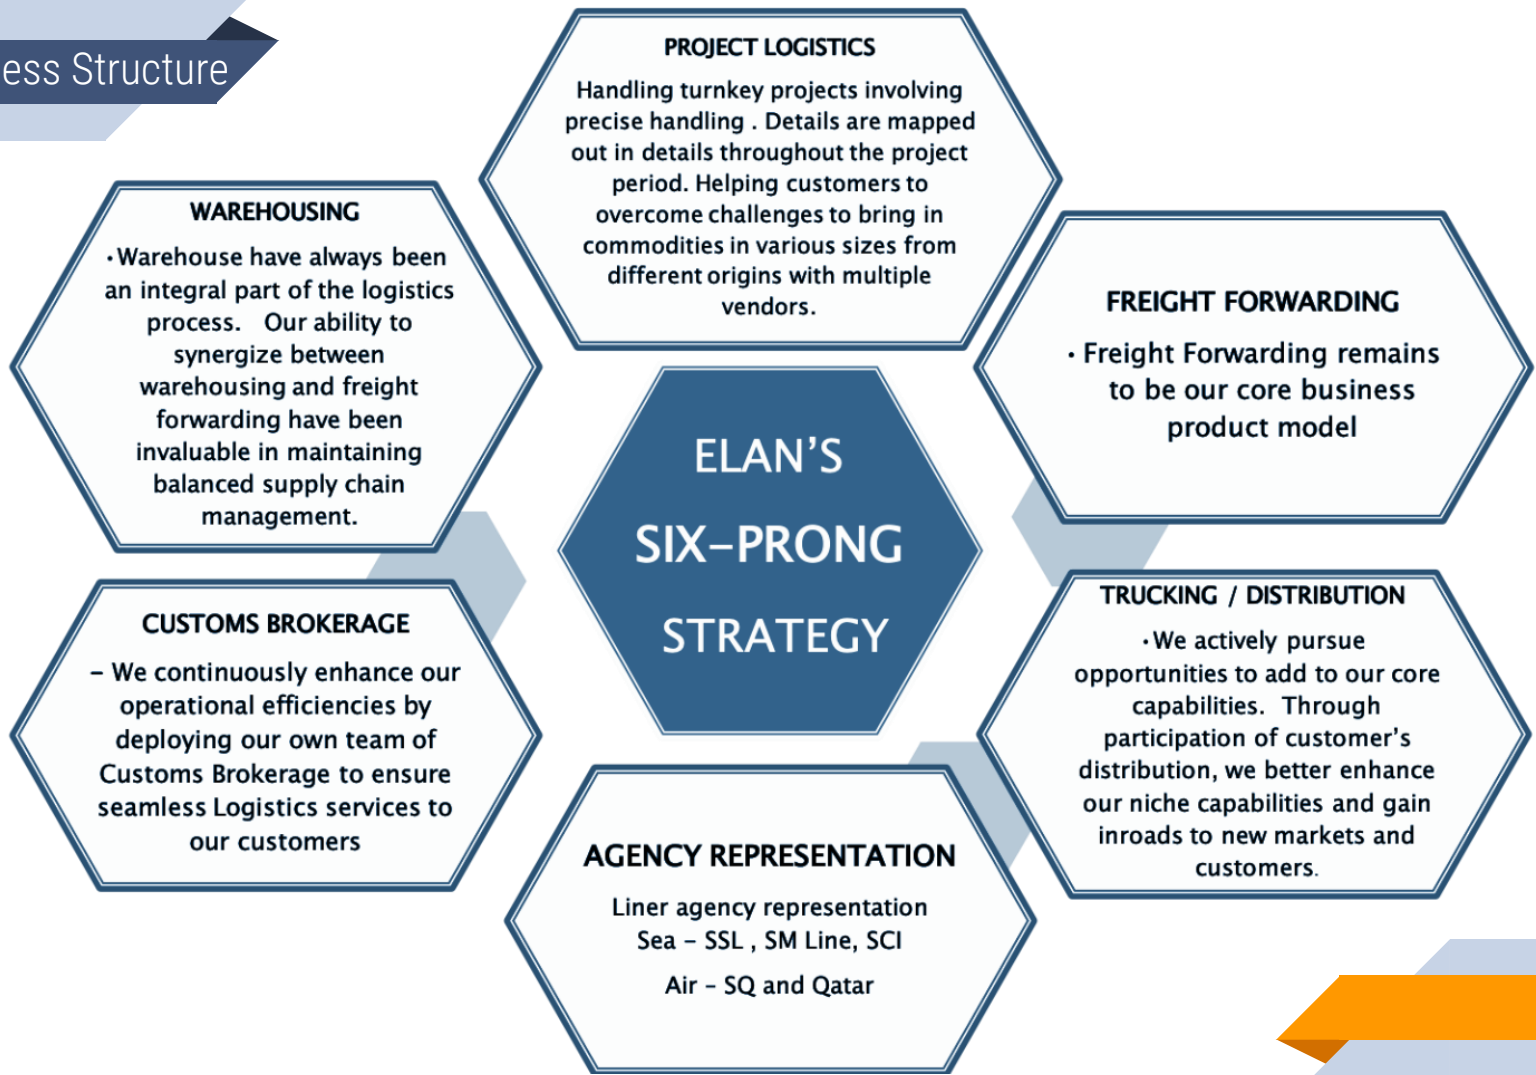 ess Structure
PROJECT LOGISTICS
Handling turnkey projects involving
precise handling . Details are mapped
out in details throughout the project
period. Helping customers to
overcome challenges to bring in
commodities in various sizes from
different origins with multiple
vendors.
WAREHOUSING
•Warehouse have always been
an integral part of the logistics
process. Our ability to
synergize between
warehousing and freight
forwarding have been
invaluable in maintaining
balanced supply chain
management.
FREIGHT FORWARDING
• Freight Forwarding remains
to be our core business
product model
ELAN’S
SIX–PRONG
STRATEGY
CUSTOMS BROKERAGE
– We continuously enhance our
operational efficiencies by
deploying our own team of
Customs Brokerage to ensure
seamless Logistics services to
our customers
TRUCKING / DISTRIBUTION
•We actively pursue
opportunities to add to our core
capabilities. Through
participation of customer’s
distribution, we better enhance
our niche capabilities and gain
inroads to new markets and
customers.
AGENCY REPRESENTATION
Liner agency representation
Sea – SSL , SM Line, SCI
Air – SQ and Qatar